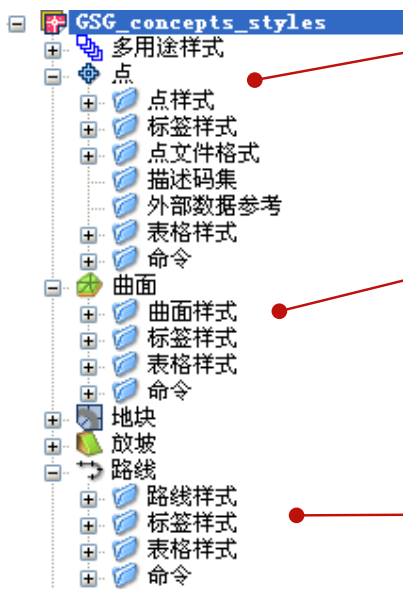 GSG_concepts_styles
多用途样式
点
点样式
标签样式
点文件格式
描述码集
外部数据参考
表格样式
命令
曲面
曲面样式
标签样式
表格样式
命令
地块
放坡
路线
路线样式
标签样式
表格样式
命令